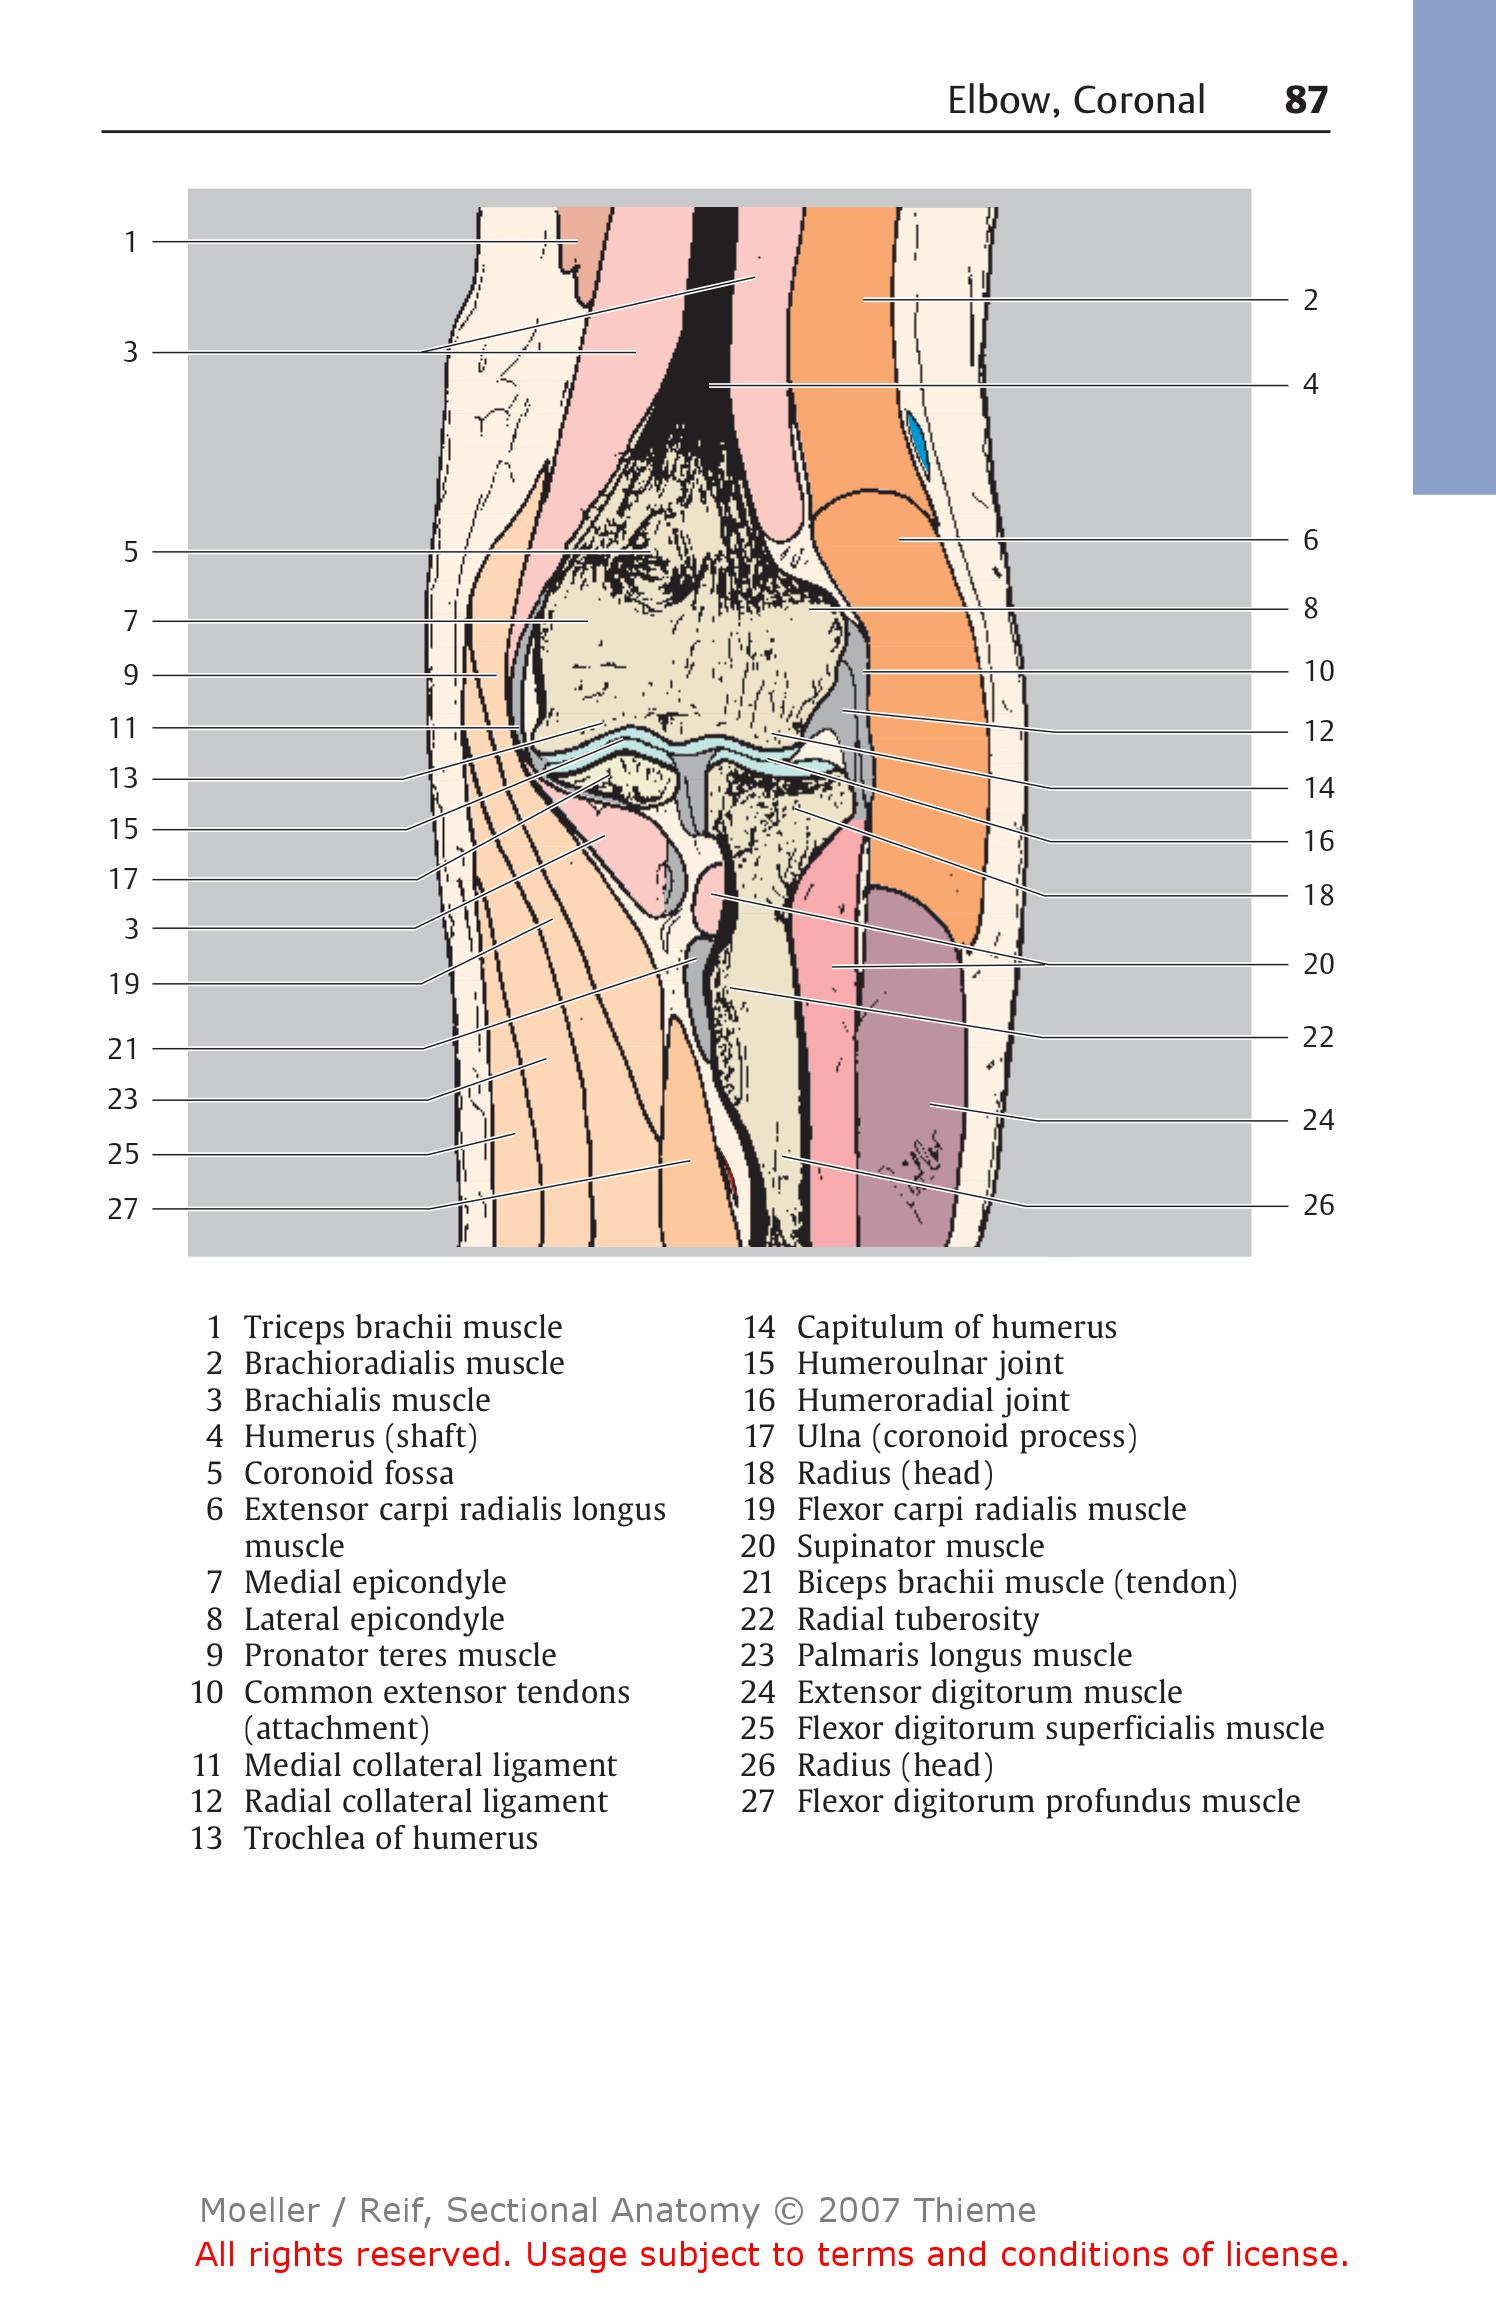 Elbow, Coronal 87
1
2
3
4
5
6
7
8
9
10
11
12
13
14
15
16
17
18
3
19
20
21
22
23
24
25
26
27
1 Triceps brachii muscle
2 Brachioradialis muscle
3 Brachialis muscle
4 Humerus (shaft)
5 Coronoid fossa
6 Extensor carpi radialis longus
muscle
7 Medial epicondyle
8 Lateral epicondyle
9 Pronator teres muscle
10 Common extensor tendons
(attachment)
11 Medial collateral ligament
12 Radial collateral ligament
13 Trochlea of humerus
14 Capitulum of humerus
15 Humeroulnar joint
16 Humeroradial joint
17 Ulna (coronoid process)
18 Radius (head)
19 Flexor carpi radialis muscle
20 Supinator muscle
21 Biceps brachii muscle (tendon)
22 Radial tuberosity
23 Palmaris longus muscle
24 Extensor digitorum muscle
25 Flexor digitorum superficialis muscle
26 Radius (head)
27 Flexor digitorum profundus muscle
Moeller / Reif, Sectional Anatomy © 2007 Thieme
All rights reserved. Usage subject to terms and conditions of license.